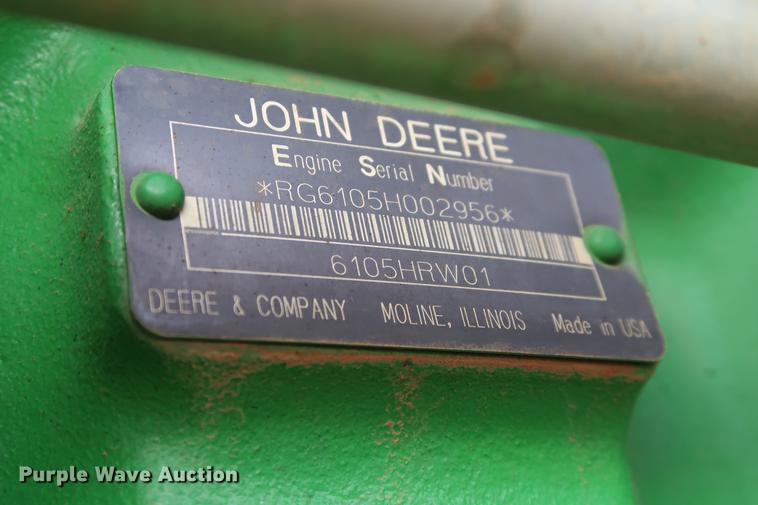 JOHN DEERE
Engine Serial Number
*RG6105H002956*
6105HRW01
DEERE & COMPANY MOLINE, ILLINOIS Made in USA
Purple Wave Auction